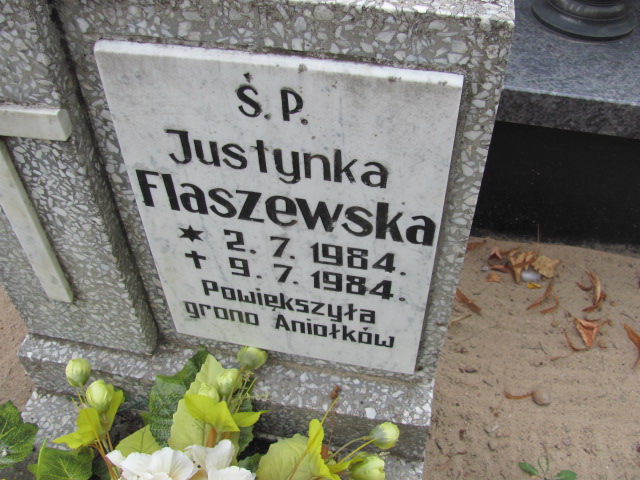 Ś.P.
Justynka
Flaszewska
* 2.7.1984.
+ 9.7.1984.
Powiększyła
grono Aniołków